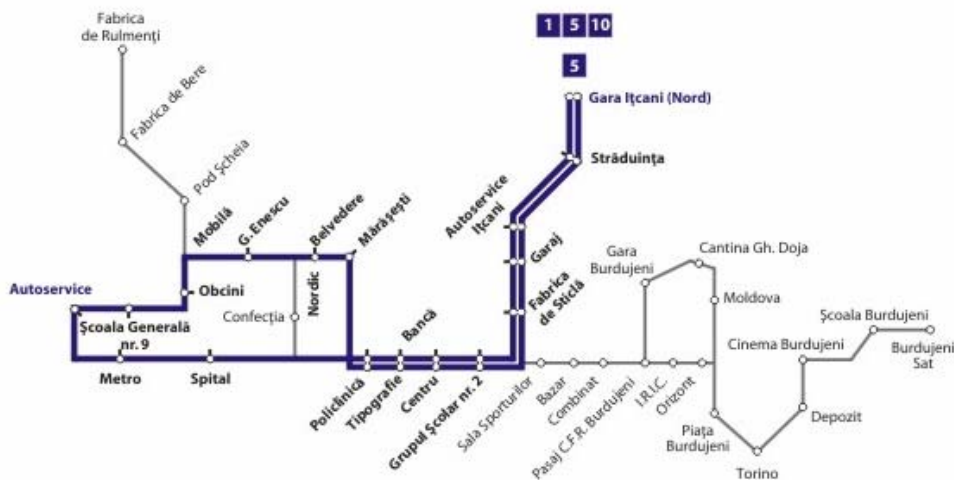 Fabrica
de Rulmenți
1 5 10
5
Gara Ițcani (Nord)
Fabrica de Bere
Străduința
Pod Șcheia
Autoservice
Ițcani
Mobilă
G. Enescu
Belvedere
Mărășești
Garaj
Gara
Burdujeni
Cantina Gh. Doja
Autoservice
Obcini
Nordic
Fabrica
de Sticlă
Moldova
Școala Generală
nr. 9
Confecția
Bancă
Școala Burdujeni
Cinema Burdujeni
Burdujeni
Sat
Metro
Spital
Policlinică
Tipografie
Centru
Grupul Școlar nr. 2
Sala Sporturilor
Bazar
Combinat
Pasaj C.F.R. Burdujeni
I.R.I.C.
Orizont
Piața
Burdujeni
Depozit
Torino